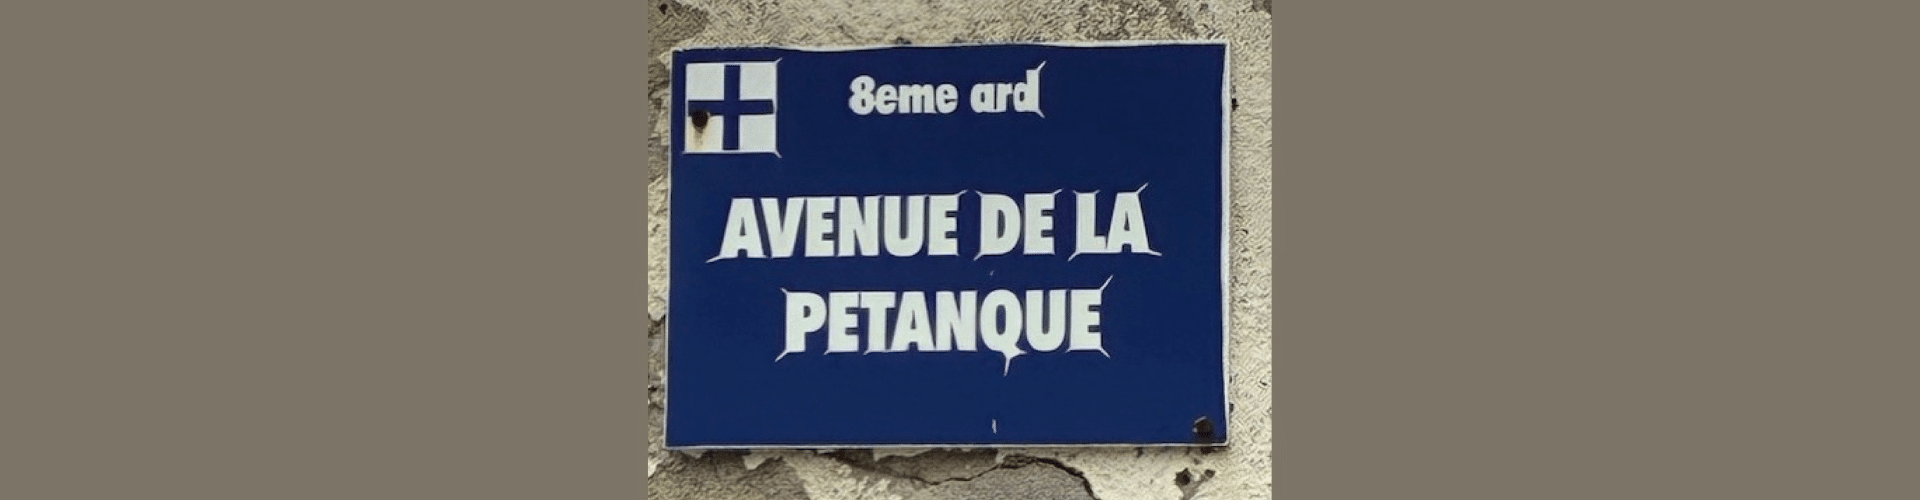 8eme ard
AVENUE DE LA
PETANQUE